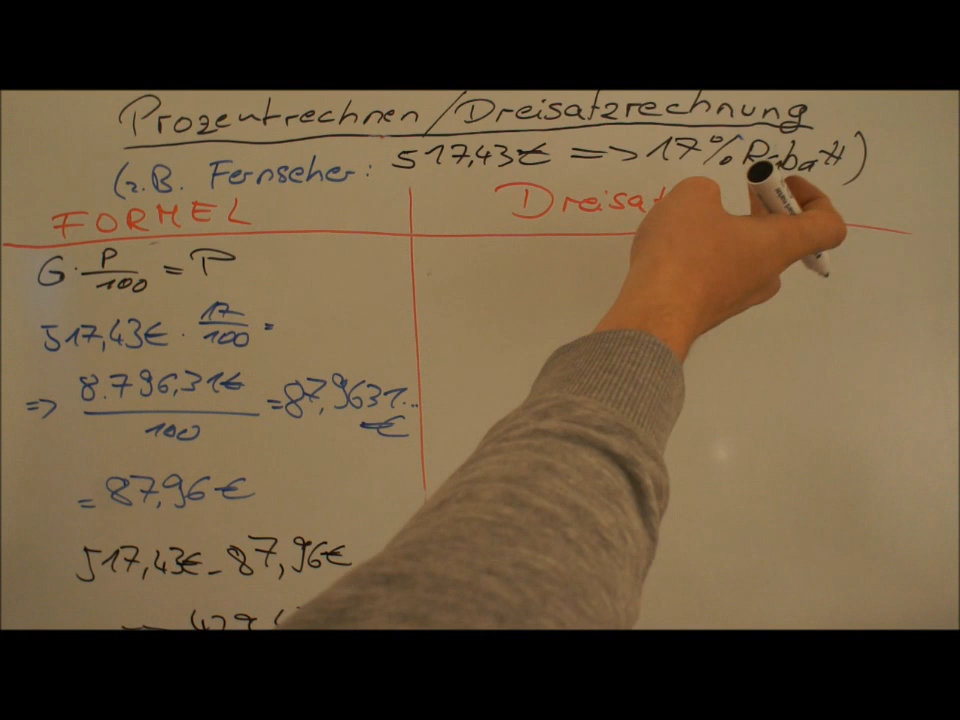 Prozentrechnen/Dreisatzrechnung
(z.B. Fernseher: 517,43€ => 17% Rabatt)
FORMEL
G · P/100 = P
517,43€ · 17/100 =
=> 8.796,31€/100 = 87,9631.. €
= 87,96€
517,43€ - 87,96€